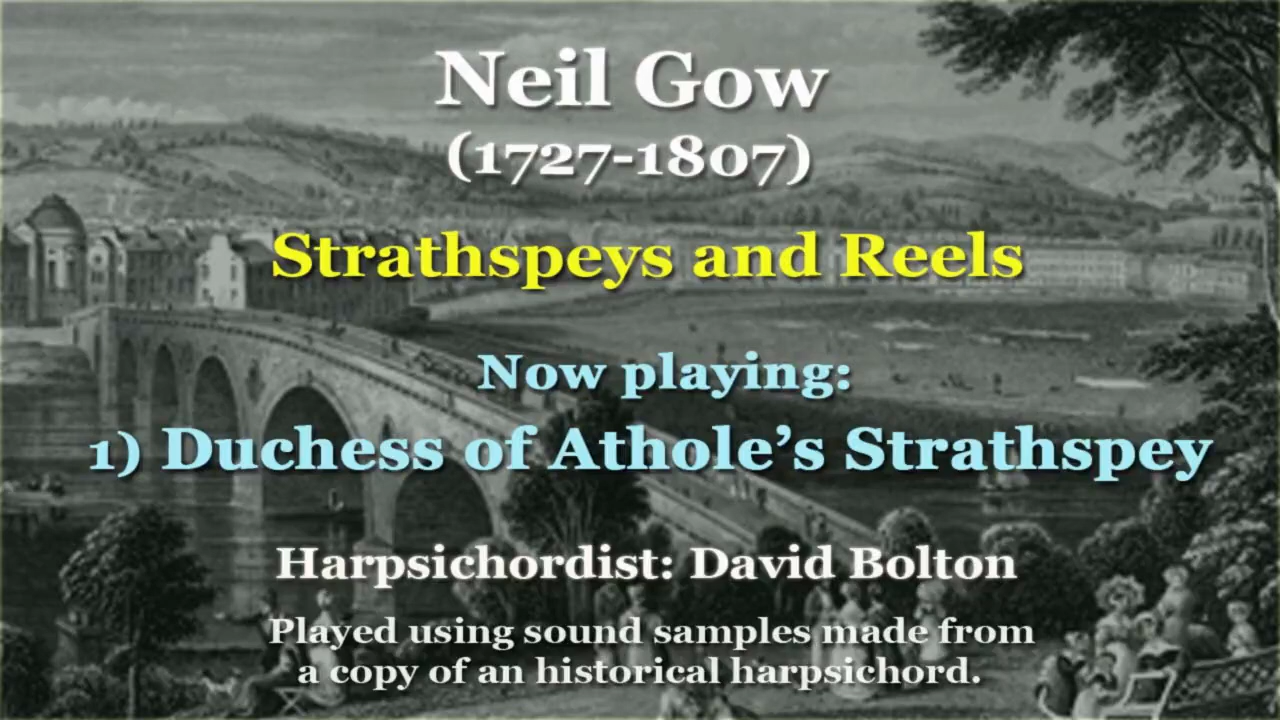 Neil Gow
(1727-1807)
Strathspeys and Reels
Now playing:
1) Duchess of Athole’s Strathspey
Harpsichordist: David Bolton
Played using sound samples made from
a copy of an historical harpsichord.